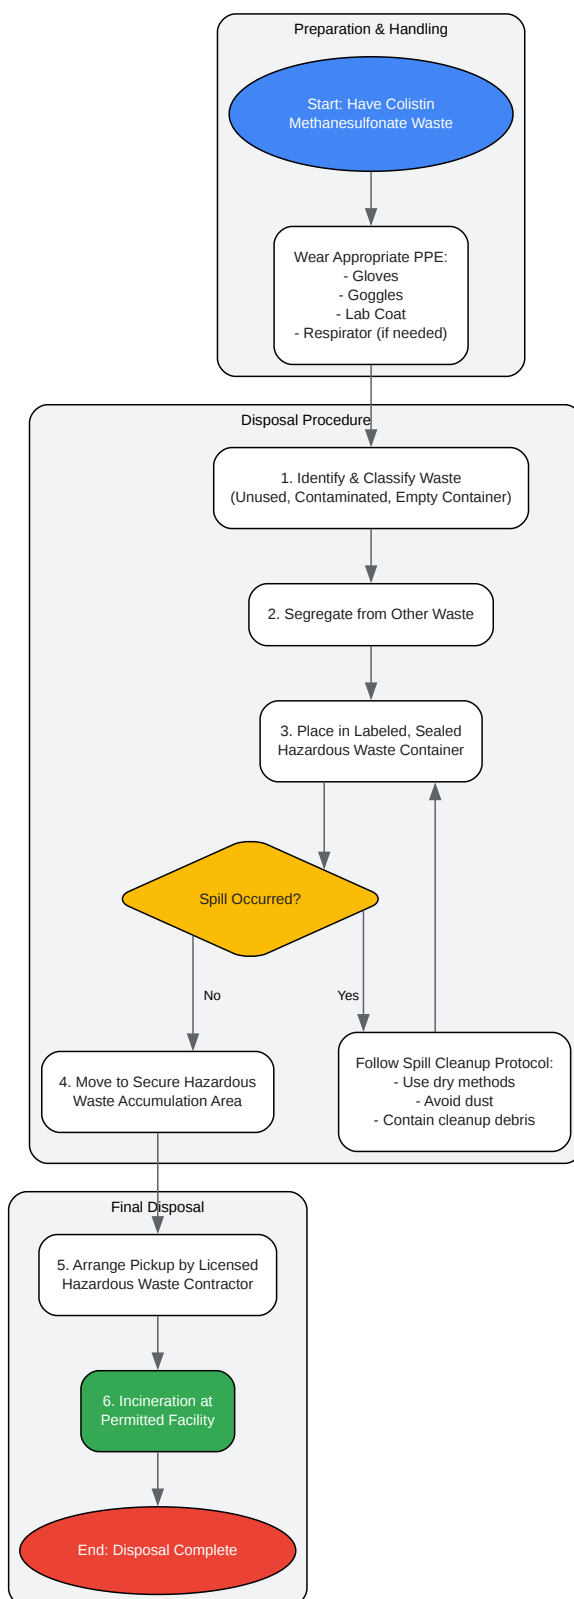 Preparation & Handling
Start: Have Colistin
Methanesulfonate Waste
Wear Appropriate PPE:
- Gloves
- Goggles
- Lab Coat
- Respirator (if needed)
Disposal Procedure
1. Identify & Classify Waste
(Unused, Contaminated, Empty Container)
2. Segregate from Other Waste
3. Place in Labeled, Sealed
Hazardous Waste Container
Spill Occurred?
No
Yes
4. Move to Secure Hazardous
Waste Accumulation Area
Follow Spill Cleanup Protocol:
- Use dry methods
- Avoid dust
- Contain cleanup debris
Final Disposal
5. Arrange Pickup by Licensed
Hazardous Waste Contractor
6. Incineration at
Permitted Facility
End: Disposal Complete